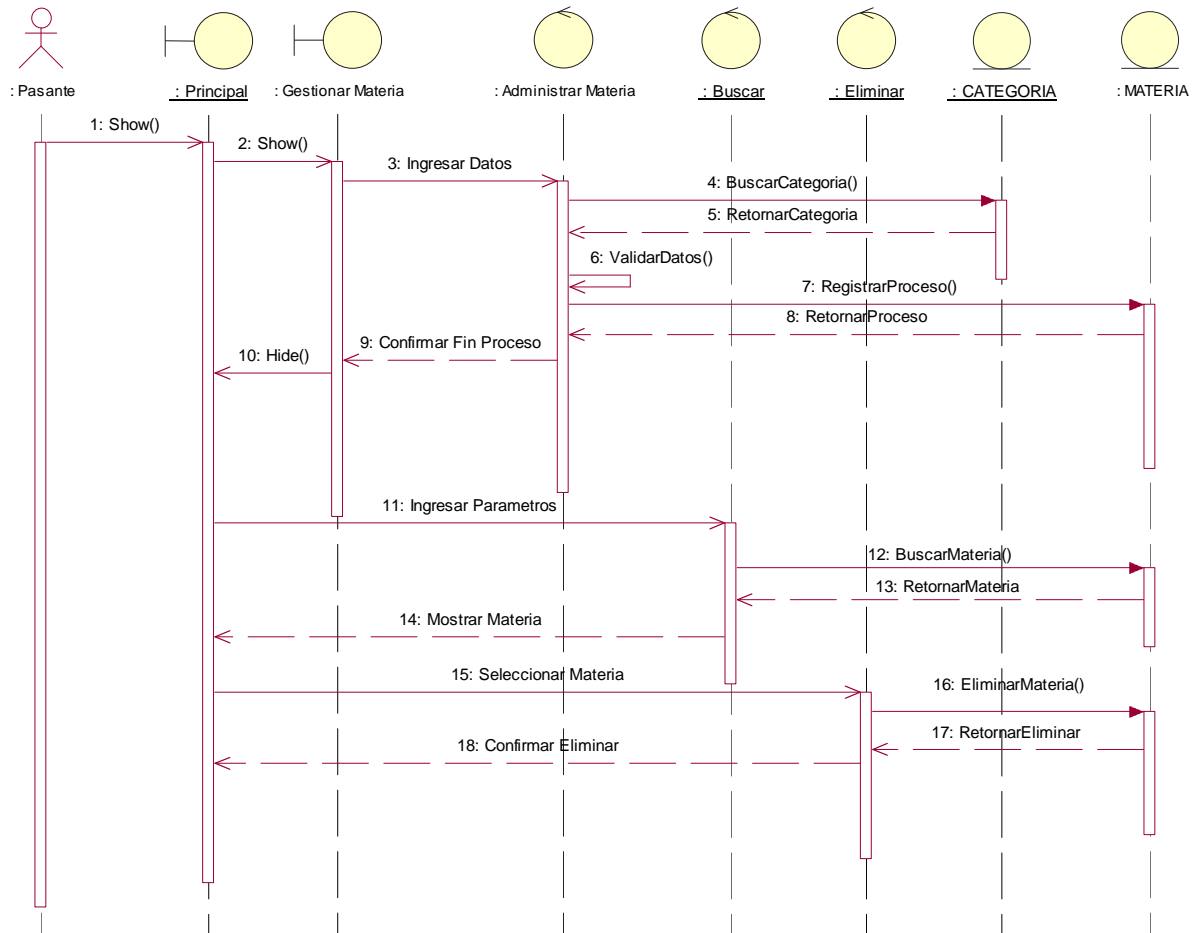 : Pasante
: Principal
: Gestionar Materia
: Administrar Materia
: Buscar
: Eliminar
: CATEGORIA
: MATERIA
1: Show()
2: Show()
3: Ingresar Datos
4: BuscarCategoria()
5: RetornarCategoria
6: ValidarDatos()
7: RegistrarProceso()
8: RetornarProceso
9: Confirmar Fin Proceso
10: Hide()
11: Ingresar Parametros
12: BuscarMateria()
13: RetornarMateria
14: Mostrar Materia
15: Seleccionar Materia
16: EliminarMateria()
17: RetornarEliminar
18: Confirmar Eliminar